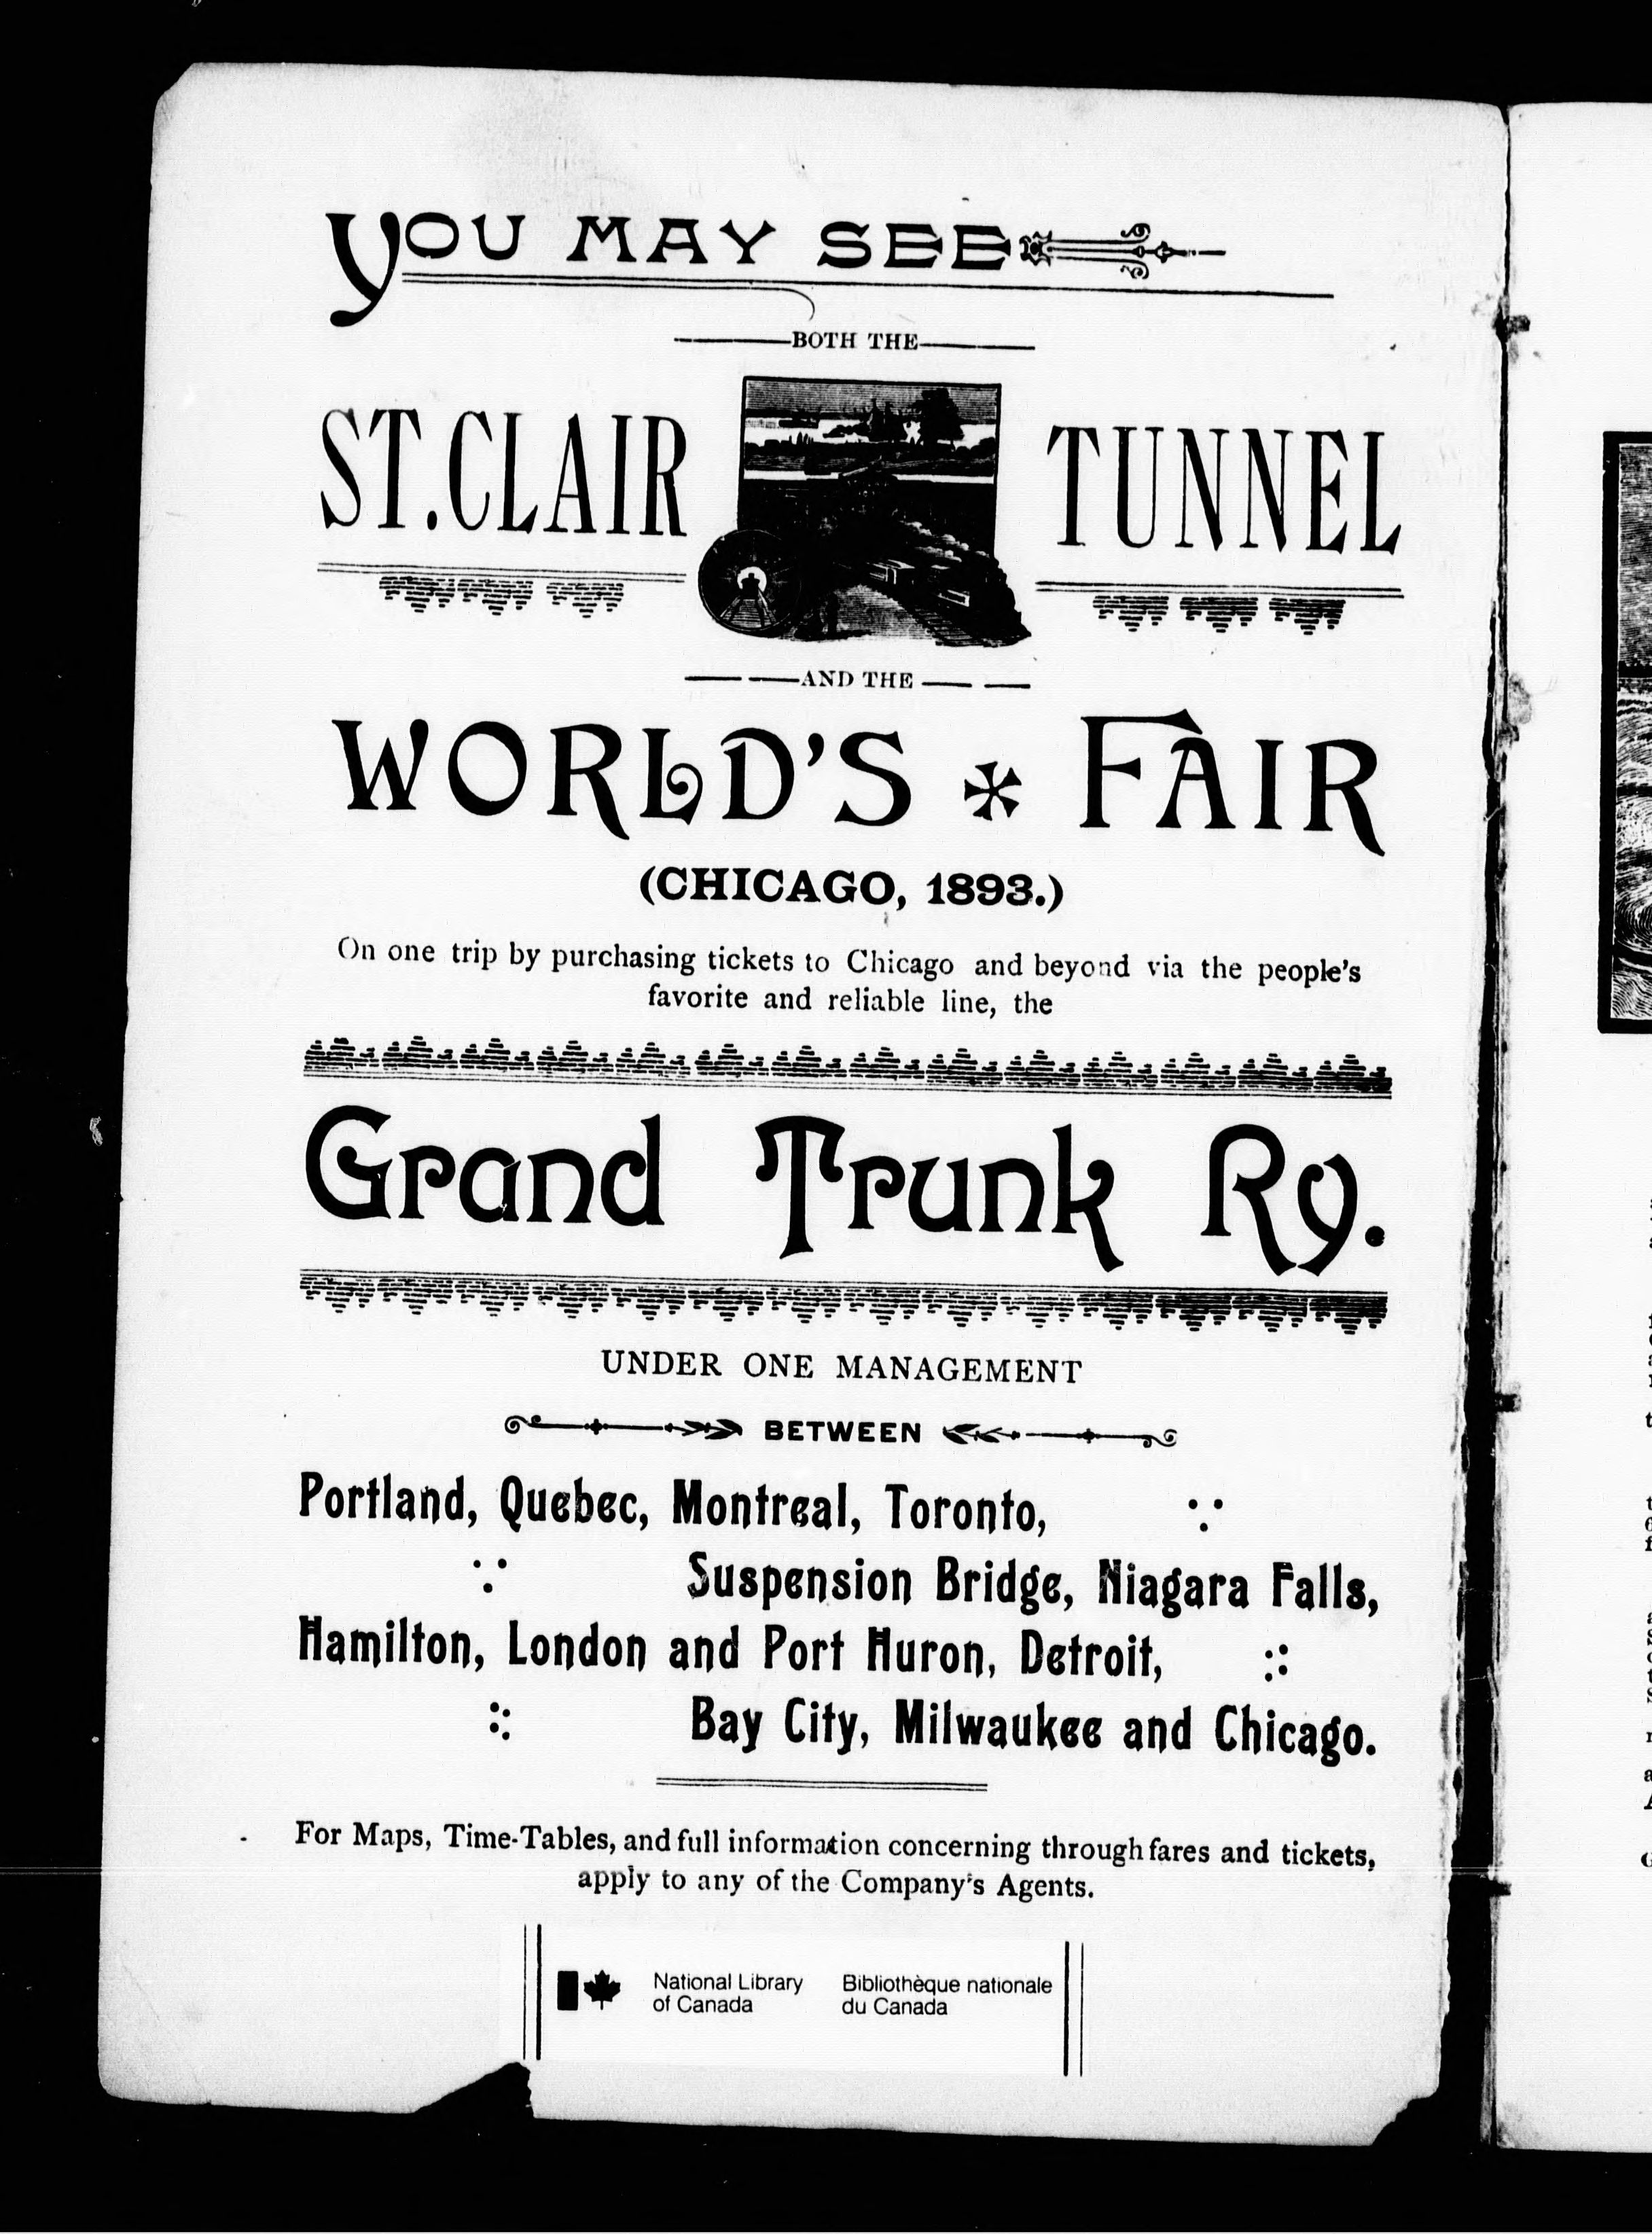 YOU MAY SEE
BOTH THE
ST. CLAIR TUNNEL
AND THE
WORLD'S FAIR
(CHICAGO, 1893.)
On one trip by purchasing tickets to Chicago and beyond via the people's
favorite and reliable line, the
Grand Trunk Ry.
UNDER ONE MANAGEMENT
BETWEEN
Portland, Quebec, Montreal, Toronto,
Suspension Bridge, Niagara Falls,
Hamilton, London and Port Huron, Detroit,
Bay City, Milwaukee and Chicago.
For Maps, Time-Tables, and full information concerning through fares and tickets,
apply to any of the Company's Agents.
National Library
of Canada
Bibliothèque nationale
du Canada